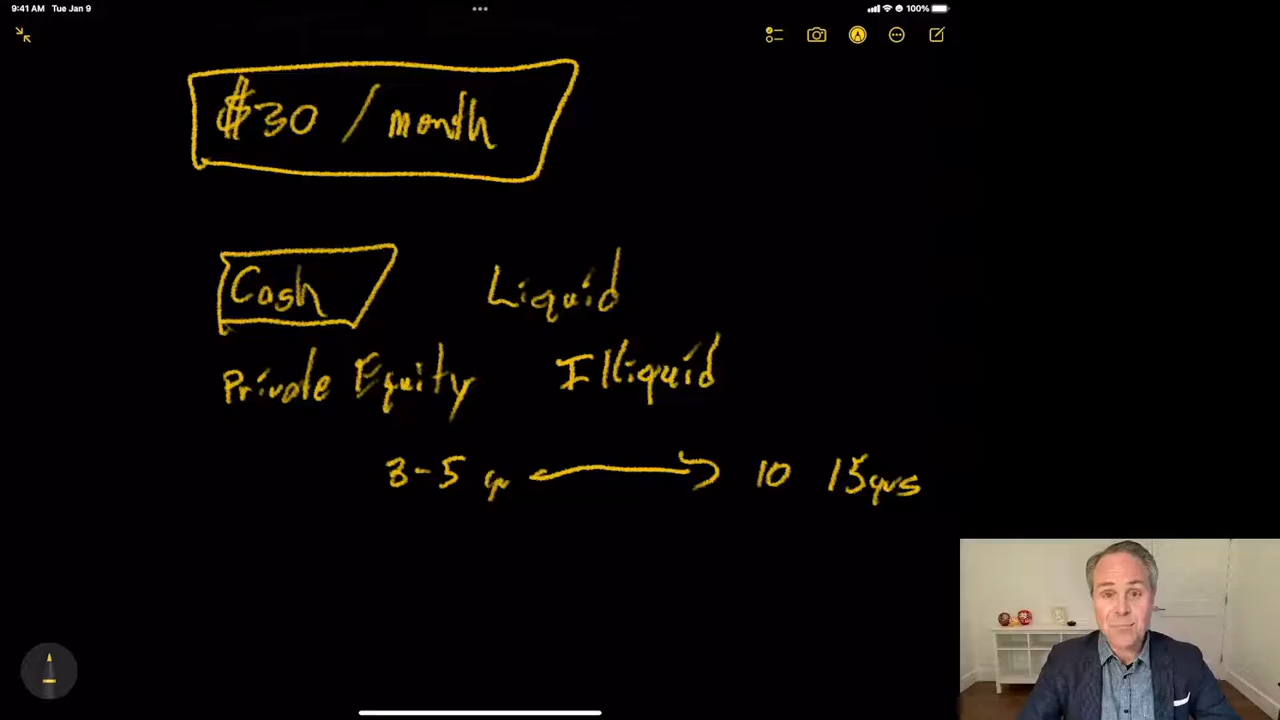 9:41 AM Tue Jan 9
100%
$30 / month
Cash Liquid
Private Equity Illiquid
3-5 yr 10 15yrs